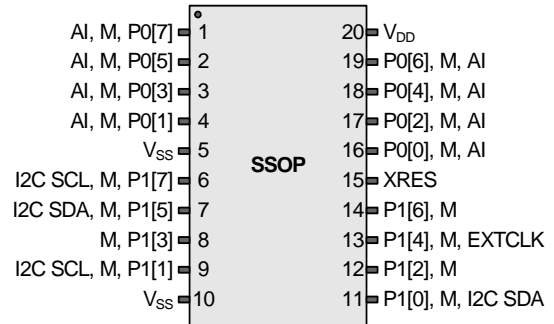 AI, M, P0[7] 1 20 VDD
AI, M, P0[5] 2 19 P0[6], M, AI
AI, M, P0[3] 3 18 P0[4], M, AI
AI, M, P0[1] 4 17 P0[2], M, AI
VSS 5 16 P0[0], M, AI
SSOP
I2C SCL, M, P1[7] 6 15 XRES
I2C SDA, M, P1[5] 7 14 P1[6], M
M, P1[3] 8 13 P1[4], M, EXTCLK
I2C SCL, M, P1[1] 9 12 P1[2], M
VSS 10 11 P1[0], M, I2C SDA